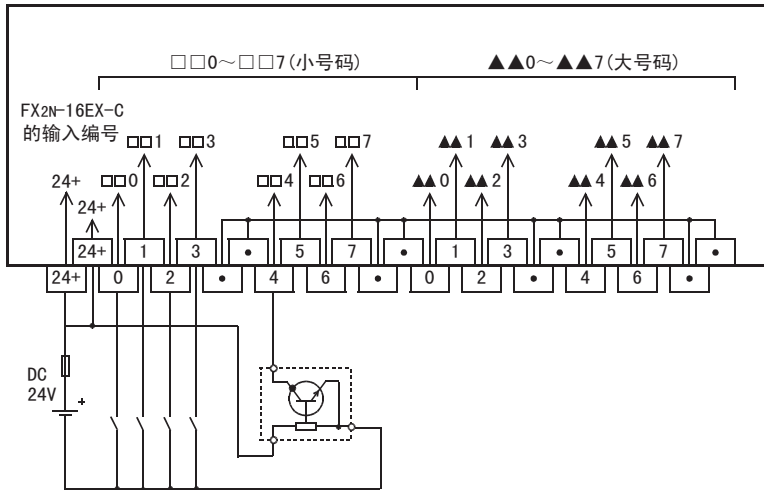 □□0～□□7(小号码) ▲▲0～▲▲7(大号码)
FX2N-16EX-C
的输入编号
□□1 □□3 □□5 □□7 ▲▲1 ▲▲3 ▲▲5 ▲▲7
24+ □□0 □□2 □□4 □□6 ▲▲0 ▲▲2 ▲▲4 ▲▲6
24+
24+ 1 3 • 5 7 • 1 3 • 5 7 •
24+ 0 2 • 4 6 • 0 2 • 4 6 •
DC
24V
+